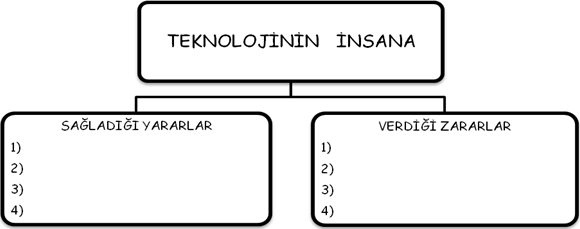 TEKNOLOJİNİN İNSANA
SAĞLADIĞI YARARLAR
1)
2)
3)
4)
VERDİĞİ ZARARLAR
1)
2)
3)
4)